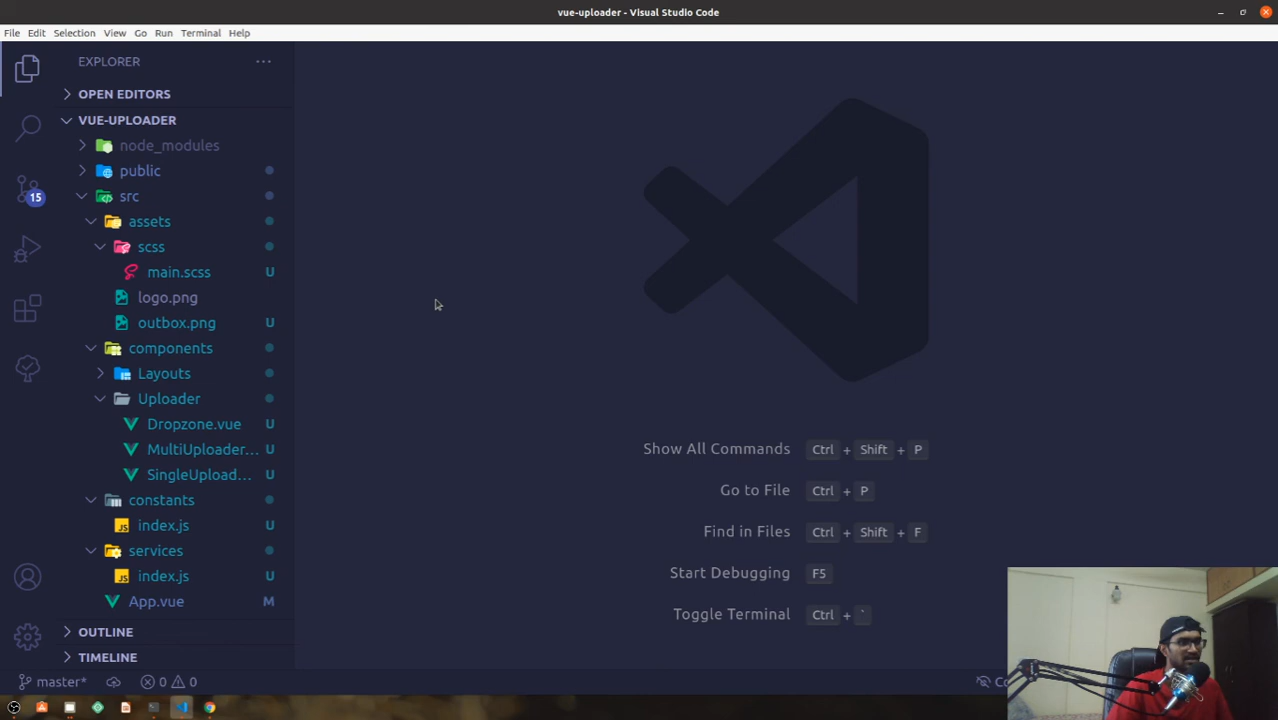 vue-uploader - Visual Studio Code
File Edit Selection View Go Run Terminal Help
EXPLORER
OPEN EDITORS
VUE-UPLOADER
node_modules
public
src
assets
scss
main.scss U
logo.png
outbox.png U
components
Layouts
Uploader
Dropzone.vue U
MultiUploader... U
SingleUpload... U
constants
index.js U
services
index.js U
App.vue M
OUTLINE
TIMELINE
15
Show All Commands Ctrl + Shift + P
Go to File Ctrl + P
Find in Files Ctrl + Shift + F
Start Debugging F5
Toggle Terminal Ctrl + `
master* 0 0